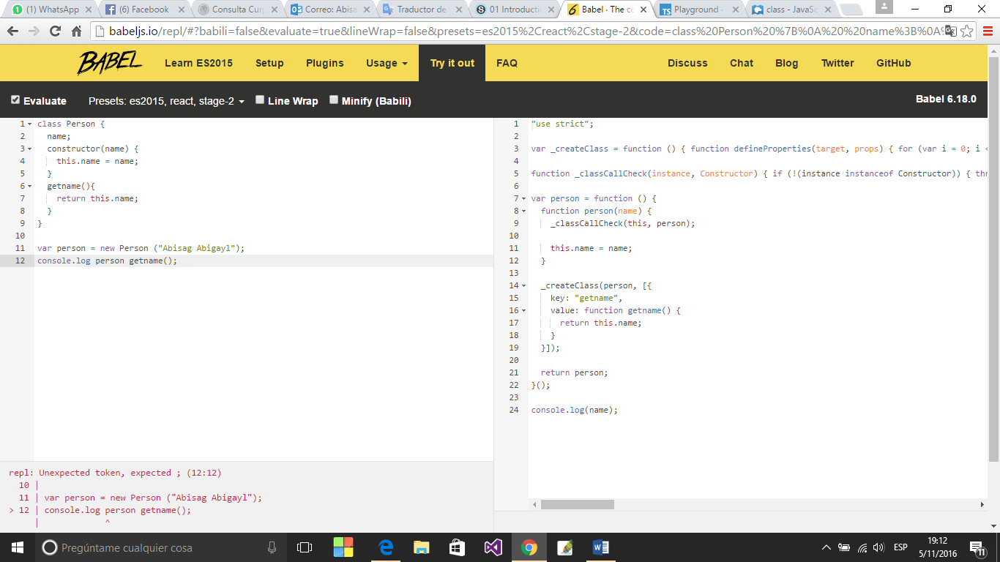 (1) WhatsApp
(6) Facebook
Consulta Curp
Correo: Abisa
Traductor de
01 Introducti
Babel · The co
Playground ·
class - JavaSc
babeljs.io/repl/#?babili=false&evaluate=true&lineWrap=false&presets=es2015%2Creact%2Cstage-2&code=class%20Person%20%7B%0A%20%20name%3B%0A%
BABEL
Learn ES2015
Setup
Plugins
Usage
Try it out
FAQ
Discuss
Chat
Blog
Twitter
GitHub
Evaluate
Presets: es2015, react, stage-2
Line Wrap
Minify (Babili)
Babel 6.18.0
1 class Person {
2 name;
3 constructor(name) {
4 this.name = name;
5 }
6 getname(){
7 return this.name;
8 }
9 }
10
11 var person = new Person ("Abisag Abigayl");
12 console.log person getname();
repl: Unexpected token, expected ; (12:12)
10 |
11 | var person = new Person ("Abisag Abigayl");
> 12 | console.log person getname();
| ^
1 "use strict";
2
3 var _createClass = function () { function defineProperties(target, props) { for (var i = 0; i <
4
5 function _classCallCheck(instance, Constructor) { if (!(instance instanceof Constructor)) { thr
6
7 var person = function () {
8 function person(name) {
9 _classCallCheck(this, person);
10
11 this.name = name;
12 }
13
14 _createClass(person, [{
15 key: "getname",
16 value: function getname() {
17 return this.name;
18 }
19 }]);
20
21 return person;
22 }();
23
24 console.log(name);
Pregúntame cualquier cosa
ESP
19:12
5/11/2016
11